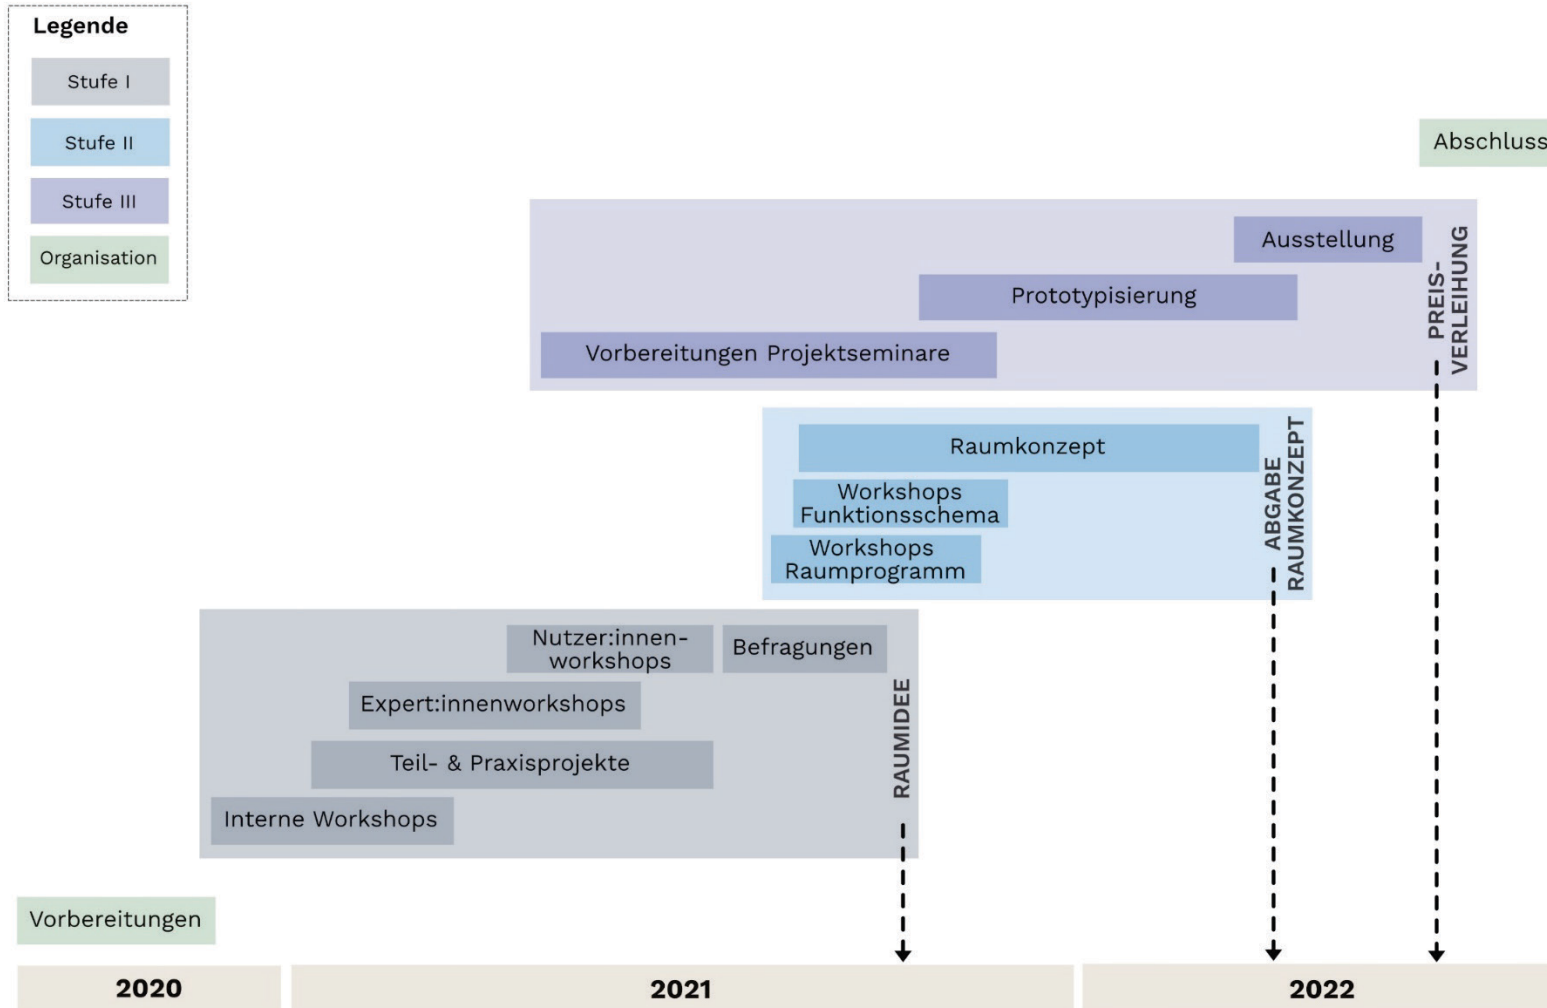 Legende
Stufe I
Stufe II
Stufe III
Organisation
Abschluss
Ausstellung
Prototypisierung
Vorbereitungen Projektseminare
PREIS-
VERLEIHUNG
Raumkonzept
Workshops
Funktionsschema
Workshops
Raumprogramm
ABGABE
RAUMKONZEPT
Nutzer:innen-
workshops
Befragungen
Expert:innenworkshops
Teil- & Praxisprojekte
Interne Workshops
RAUMIDEE
Vorbereitungen
2020
2021
2022